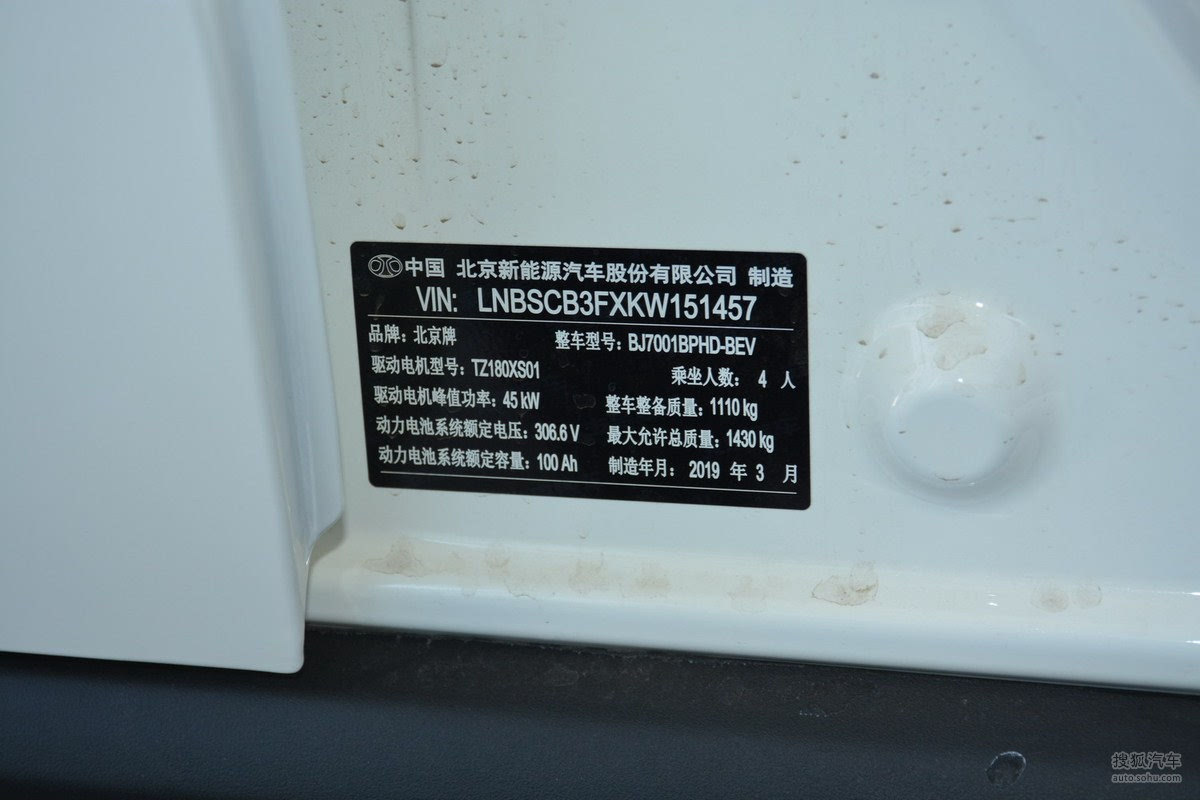 中国 北京新能源汽车股份有限公司 制造
VIN: LNBSCB3FXKW151457
品牌: 北京牌 整车型号: BJ7001BPHD-BEV
驱动电机型号: TZ180XS01 乘坐人数: 4 人
驱动电机峰值功率: 45 kW 整车整备质量: 1110 kg
动力电池系统额定电压: 306.6 V 最大允许总质量: 1430 kg
动力电池系统额定容量: 100 Ah 制造年月: 2019 年 3 月
搜狐汽车
auto.sohu.com